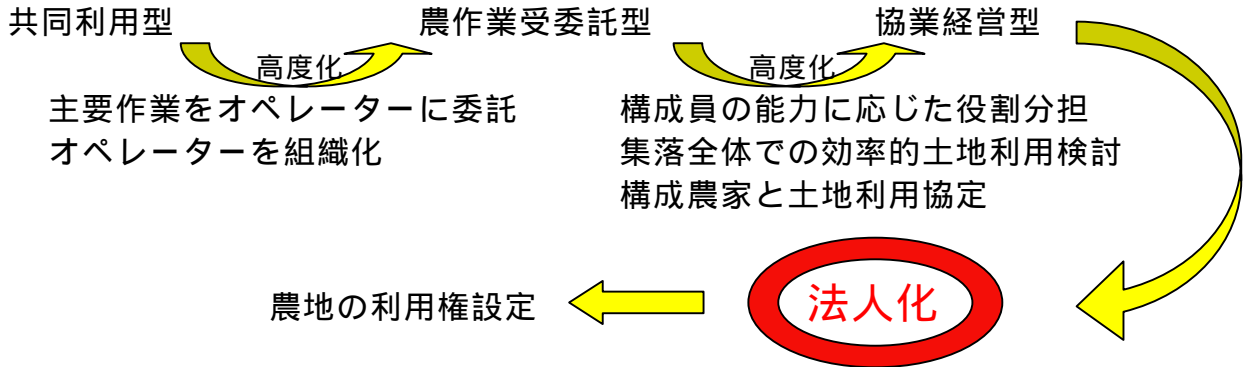 共同利用型
農作業受委託型
協業経営型
高度化
高度化
主要作業をオペレーターに委託
オペレーターを組織化
構成員の能力に応じた役割分担
集落全体での効率的土地利用検討
構成農家と土地利用協定
農地の利用権設定
法人化